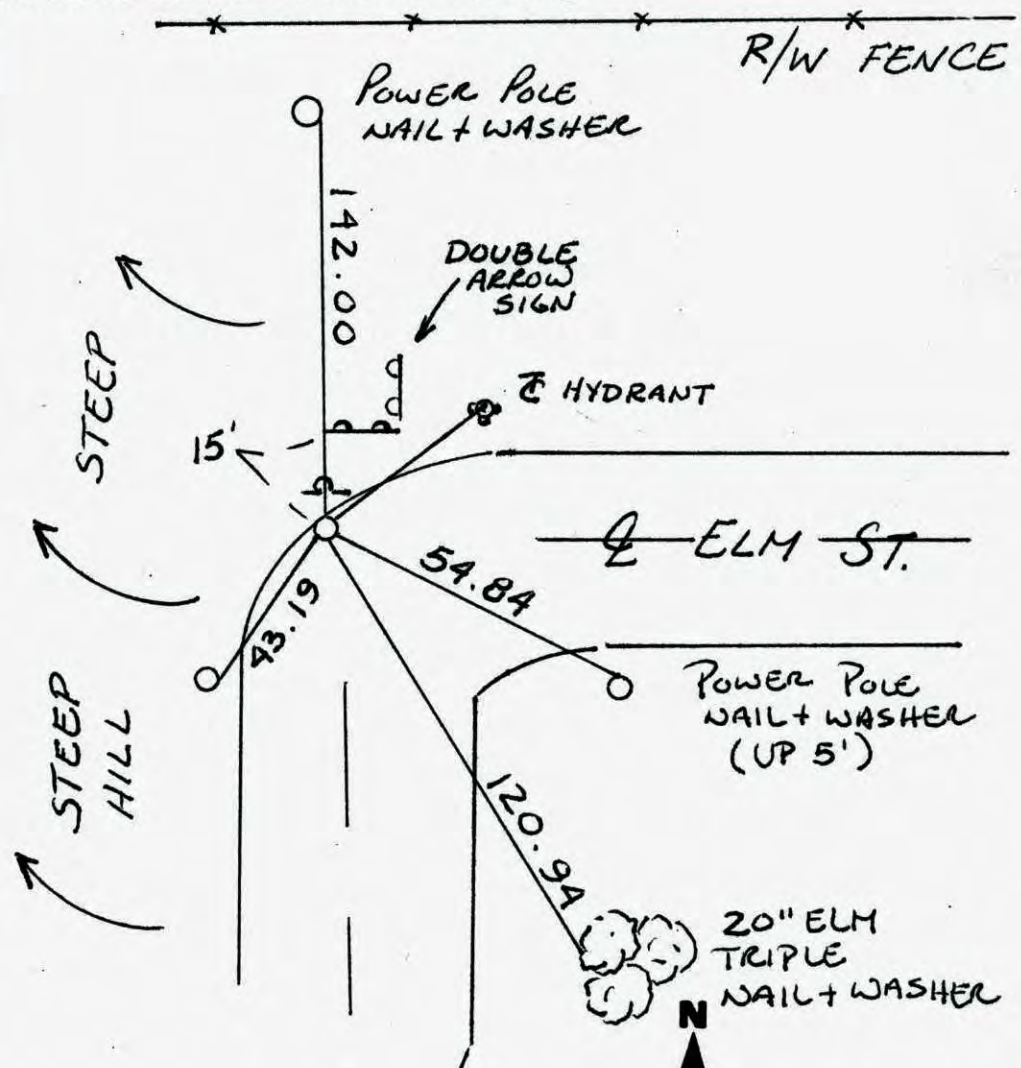 R/W FENCE
POWER POLE
NAIL + WASHER
142.00
DOUBLE
ARROW
SIGN
STEEP
HYDRANT
15'
℄ ELM ST.
54.84
43.19
STEEP
HILL
POWER POLE
NAIL + WASHER
(UP 5')
120.94
20" ELM
TRIPLE
NAIL + WASHER
N